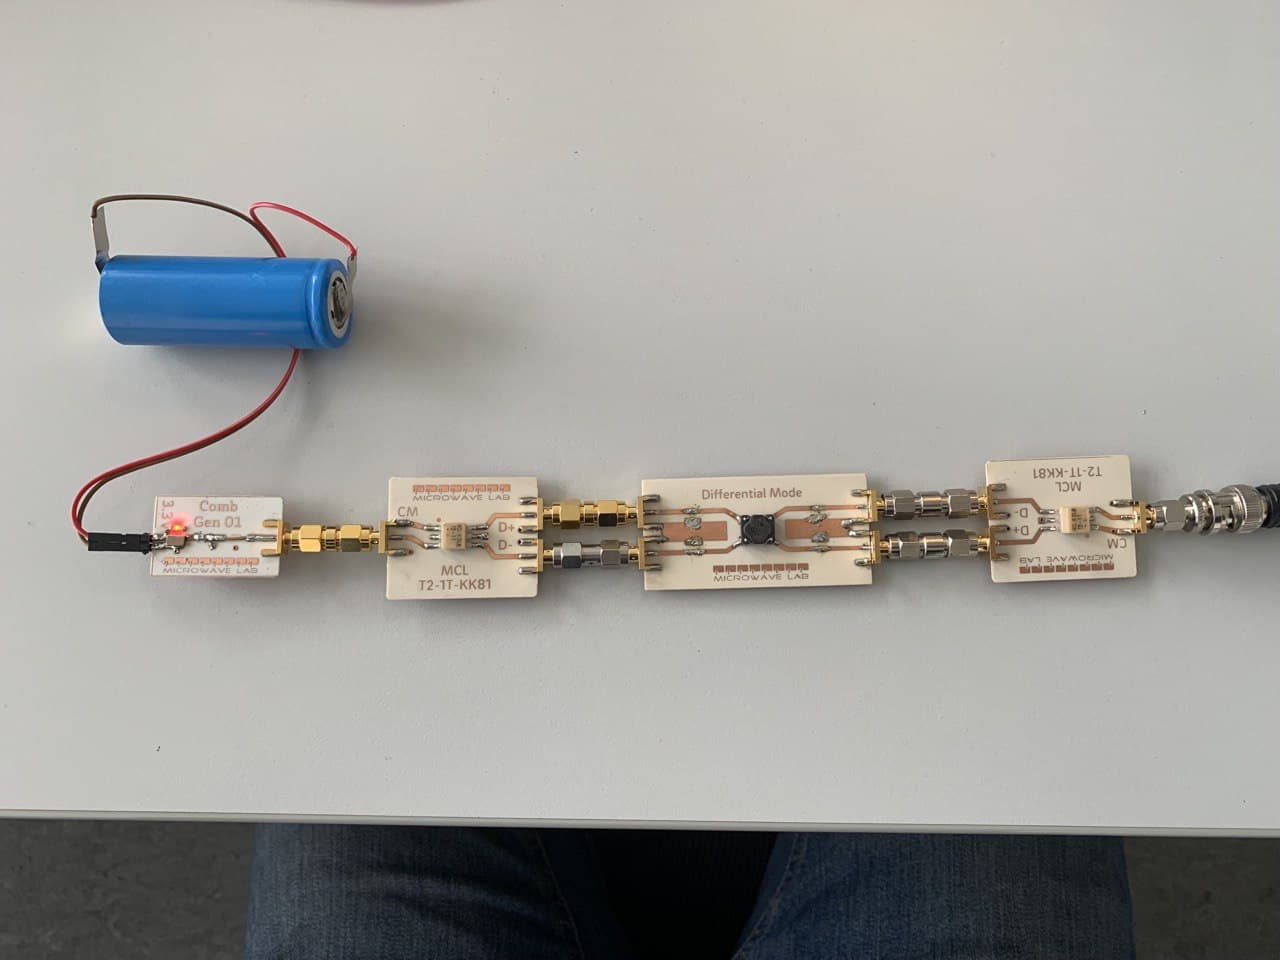 3.3V
Comb
Gen 01
MICROWAVE LAB
MICROWAVE LAB
CM
D+
D-
MCL
T2-1T-KK81
Differential Mode
MICROWAVE LAB
T2-1T-KK81
MCL
D-
D+
CM
MICROWAVE LAB